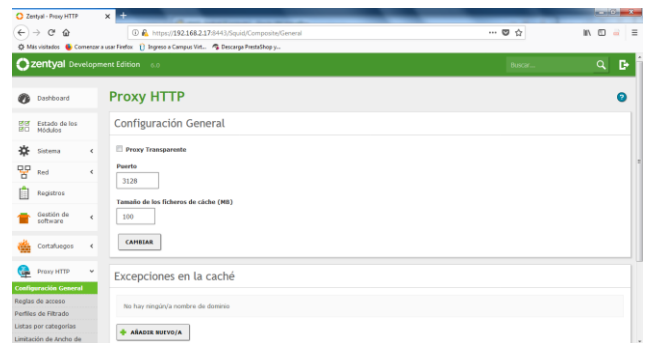 Zentyal - Proxy HTTP
https://192.168.2.17:8443/Squid/Composite/General
Más visitados
Comenzar a usar Firefox
Ingreso a Campus Virt...
Descarga PredaShop y...
zentyal Development Edition
Buscar...
Dashboard
Estado de los
Módulos
Sistema
Red
Registros
Gestión de
software
Cortafuegos
Proxy HTTP
Configuración General
Reglas de acceso
Perfiles de Filtrado
Listas por categorías
Limitación de Ancho de
Proxy HTTP
Configuración General
Proxy Transparente
Puerto
3128
Tamaño de los ficheros de cáche (MB)
100
CAMBIAR
Excepciones en la caché
No hay ningún/a nombre de dominio
AÑADIR NUEVO/A